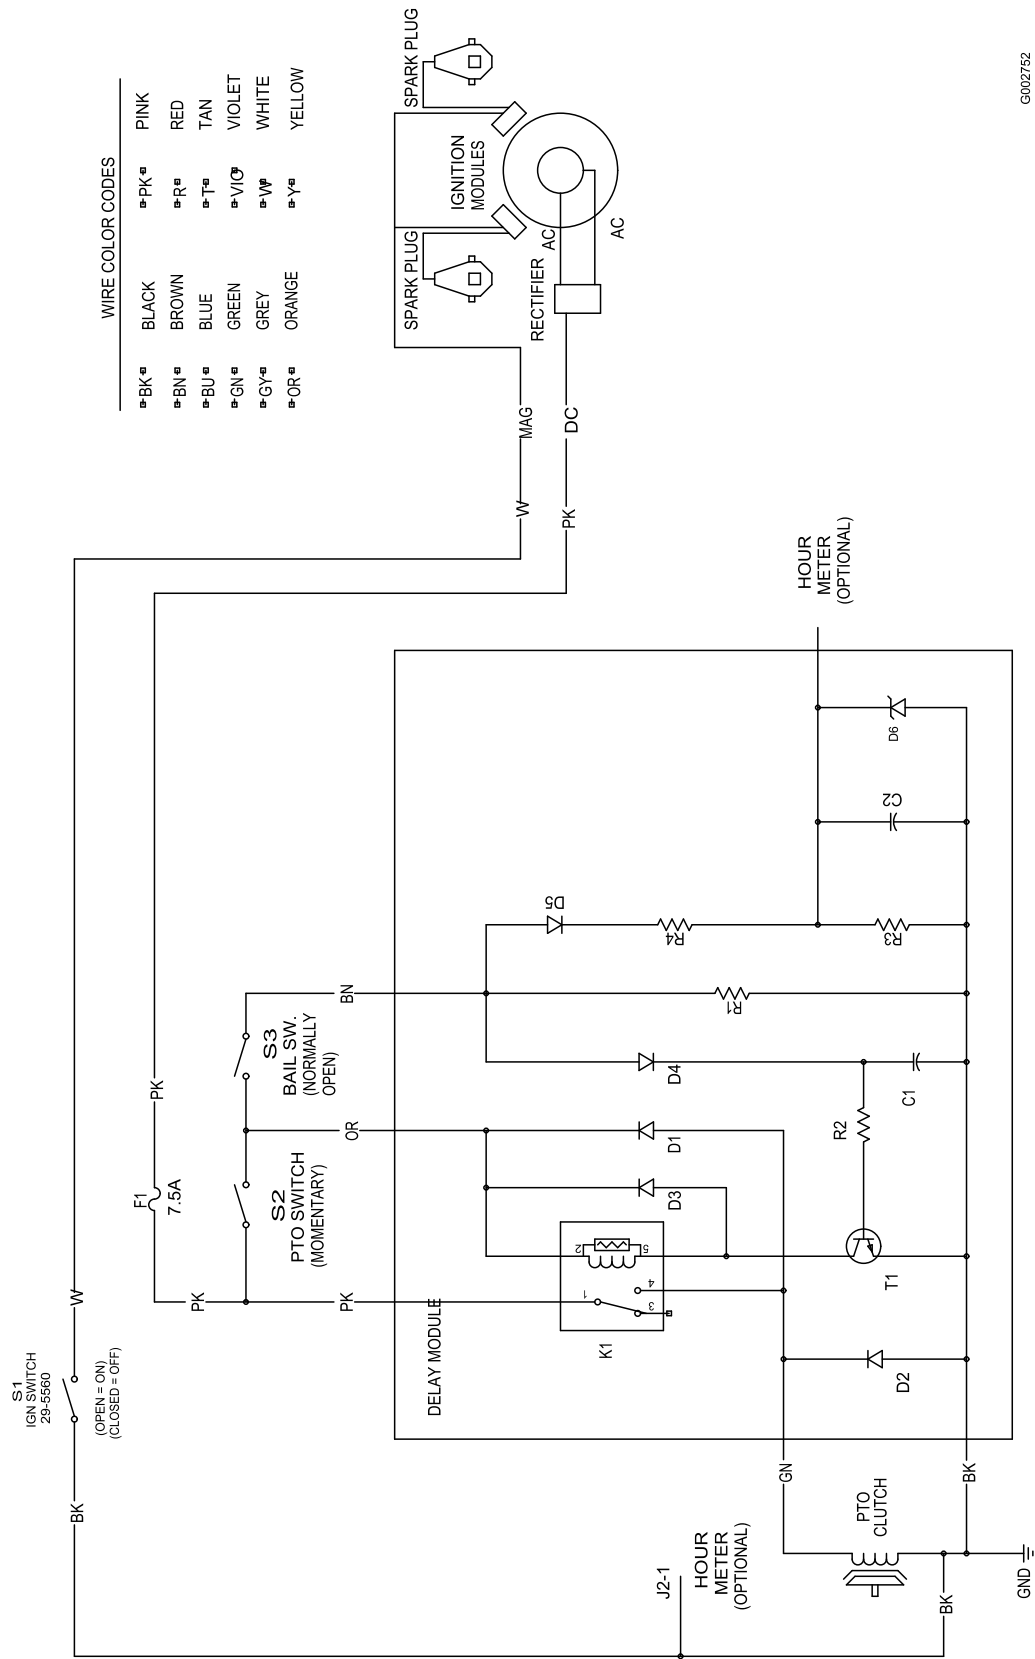 WIRE COLOR CODES
BK BLACK PK PINK
BN BROWN R RED
BU BLUE T TAN
GN GREEN VIO VIOLET
GY GREY W WHITE
OR ORANGE Y YELLOW
S1
IGN SWITCH
29-5560
(OPEN = ON)
(CLOSED = OFF)
BK
W
W
MAG
SPARK PLUG
SPARK PLUG
IGNITION
MODULES
AC
AC
RECTIFIER
DC
PK
PK
F1
7.5A
PK
PK
S2
PTO SWITCH
(MOMENTARY)
S3
BAIL SW.
(NORMALLY
OPEN)
OR
BN
DELAY MODULE
K1
1
2
3
4
5
D3
D1
D4
D5
R4
R1
R3
R2
C1
C2
D6
T1
D2
HOUR
METER
(OPTIONAL)
GN
BK
PTO
CLUTCH
J2-1
HOUR
METER
(OPTIONAL)
BK
GND
G002752